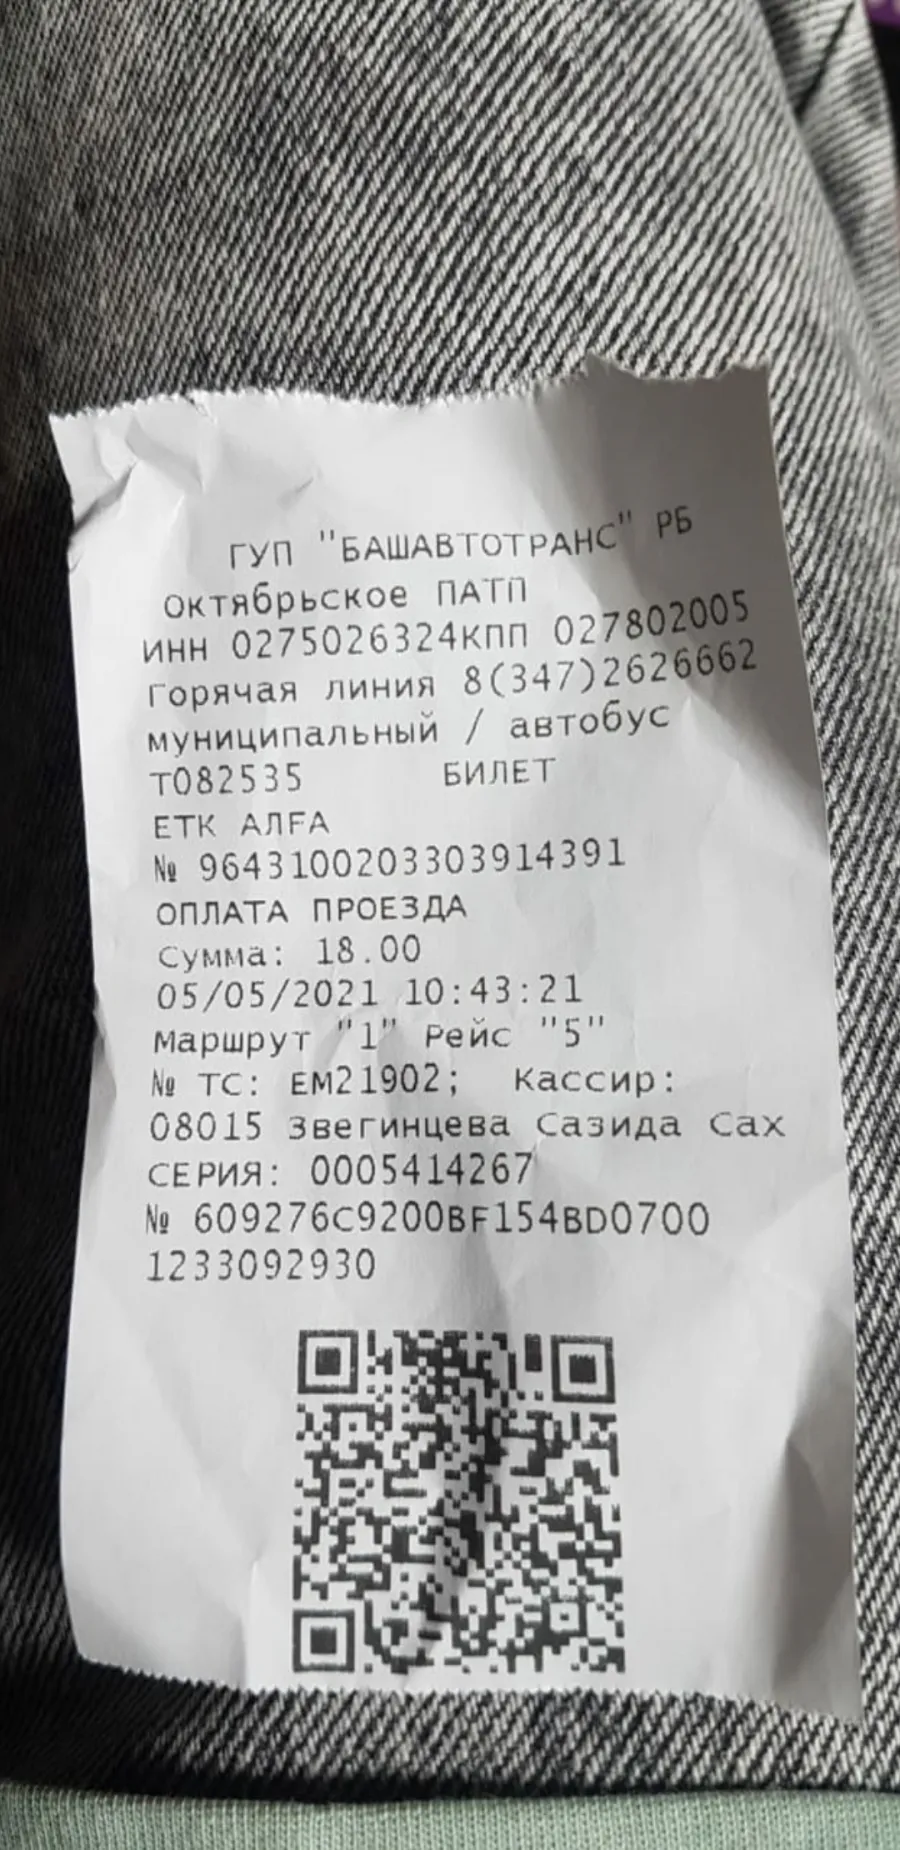 ГУП "БАШАВТОТРАНС" РБ
Октябрьское ПАТП
ИНН 0275026324КПП 027802005
Горячая линия 8(347)2626662
муниципальный / автобус
Т082535 БИЛЕТ
ЕТК АЛҒА
№ 9643100203303914391
ОПЛАТА ПРОЕЗДА
Сумма: 18.00
05/05/2021 10:43:21
Маршрут "1" Рейс "5"
№ ТС: ЕМ21902; Кассир:
08015 Звегинцева Сазида Сах
СЕРИЯ: 0005414267
№ 609276C9200BF154BD0700
1233092930